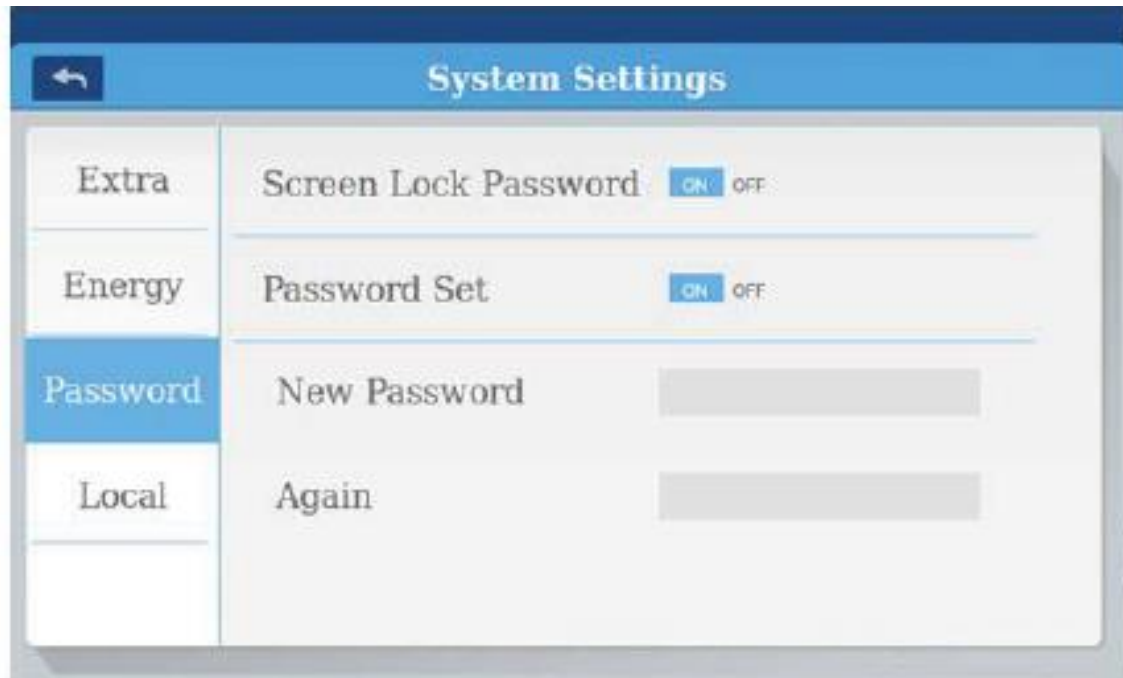 System Settings
Extra
Screen Lock Password ON OFF
Energy
Password Set ON OFF
Password
New Password
Local
Again